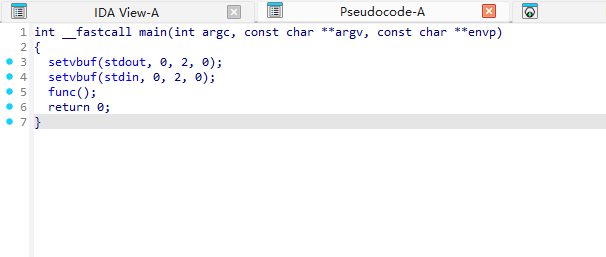 IDA View-A
Pseudocode-A
1 int __fastcall main(int argc, const char **argv, const char **envp)
2 {
3   setvbuf(stdout, 0, 2, 0);
4   setvbuf(stdin, 0, 2, 0);
5   func();
6   return 0;
7 }